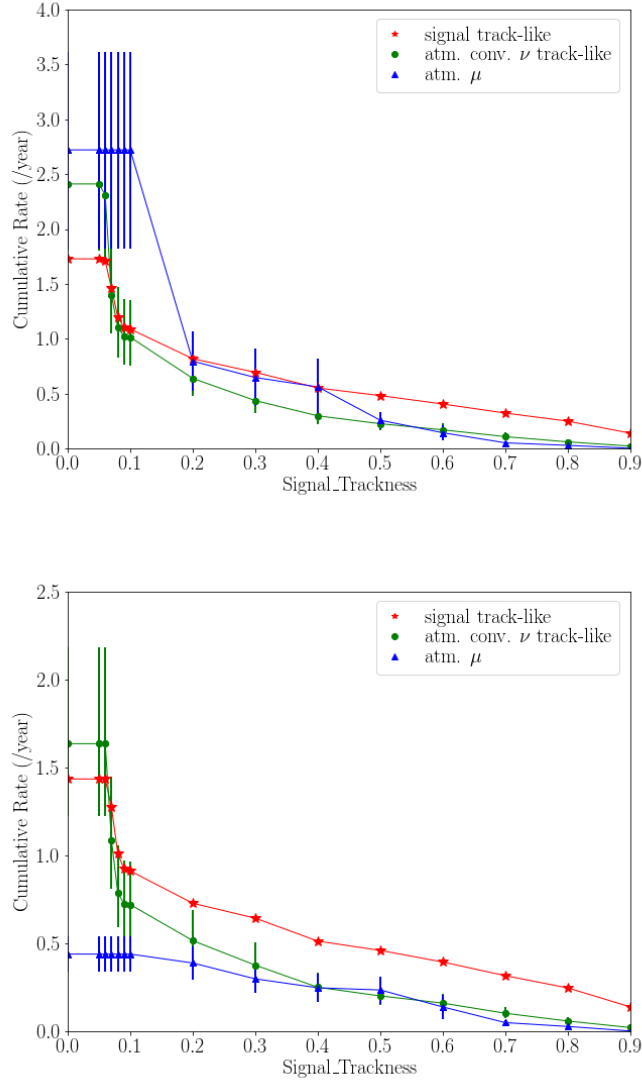 4.0
3.5
3.0
2.5
2.0
1.5
1.0
0.5
0.0
Cumulative Rate (/year)
signal track-like
atm. conv. ν track-like
atm. μ
0.0 0.1 0.2 0.3 0.4 0.5 0.6 0.7 0.8 0.9
Signal_Trackness
2.5
2.0
1.5
1.0
0.5
0.0
Cumulative Rate (/year)
signal track-like
atm. conv. ν track-like
atm. μ
0.0 0.1 0.2 0.3 0.4 0.5 0.6 0.7 0.8 0.9
Signal_Trackness